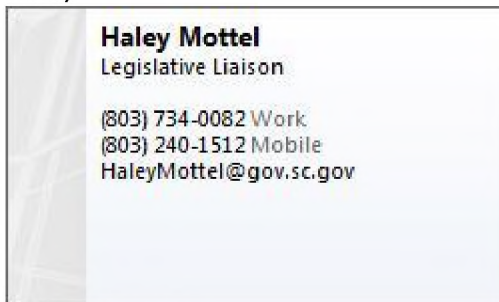 Haley Mottel
Legislative Liaison
(803) 734-0082 Work
(803) 240-1512 Mobile
HaleyMottel@gov.sc.gov